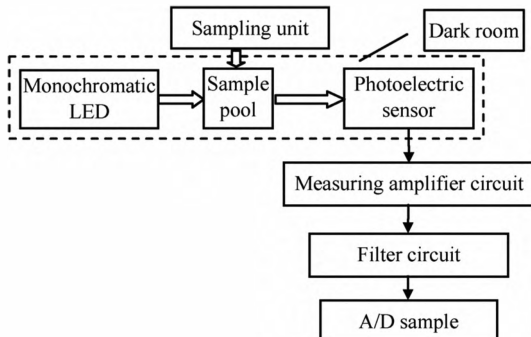 Sampling unit
Dark room
Monochromatic
LED
Sample
pool
Photoelectric
sensor
Measuring amplifier circuit
Filter circuit
A/D sample